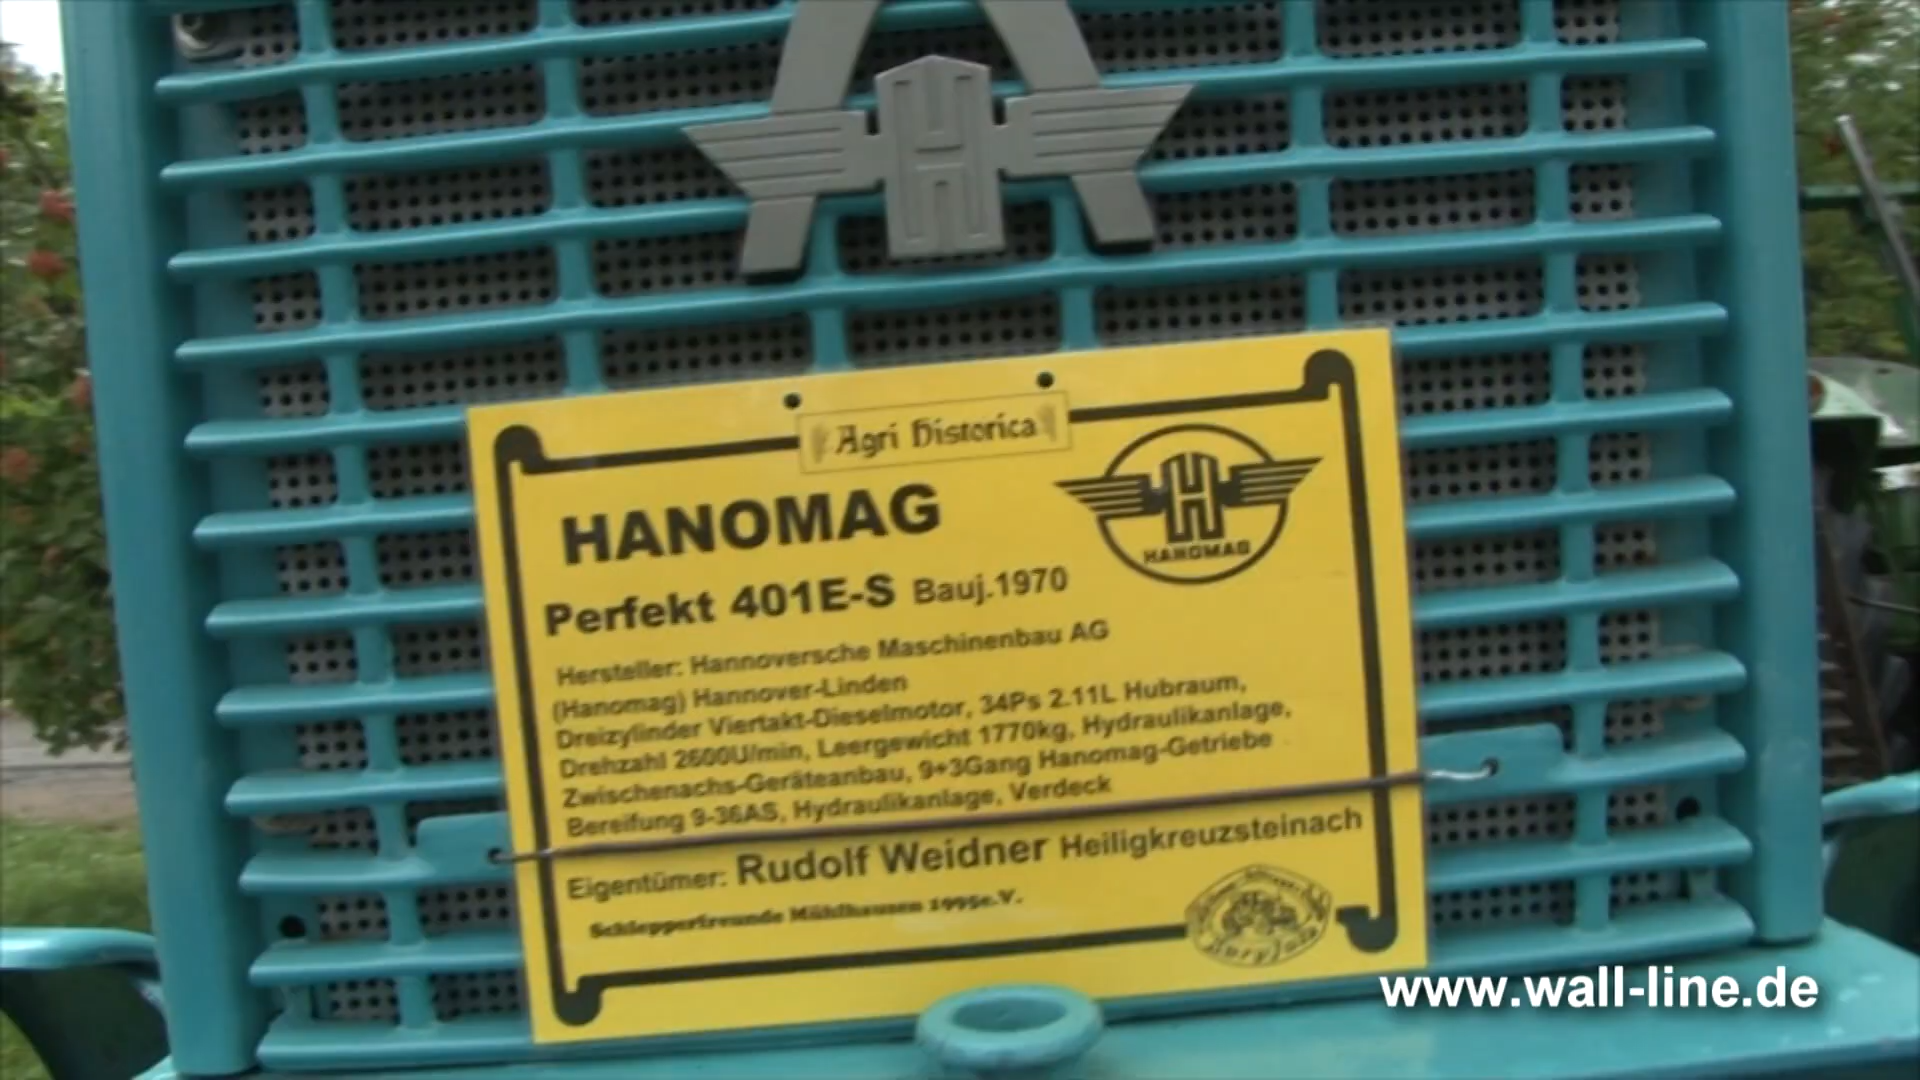 Agri Historica
HANOMAG
HANOMAG
Perfekt 401E-S Bauj.1970
Hersteller: Hannoversche Maschinenbau AG
(Hanomag) Hannover-Linden
Dreizylinder Viertakt-Dieselmotor, 34Ps 2.11L Hubraum,
Drehzahl 2600U/min, Leergewicht 1770kg, Hydraulikanlage,
Zwischenachs-Geräteanbau, 9+3Gang Hanomag-Getriebe
Bereifung 9-36AS, Hydraulikanlage, Verdeck
Eigentümer: Rudolf Weidner Heiligkreuzsteinach
Schlepperfreunde Mühlhausen 1995e.V.
www.wall-line.de